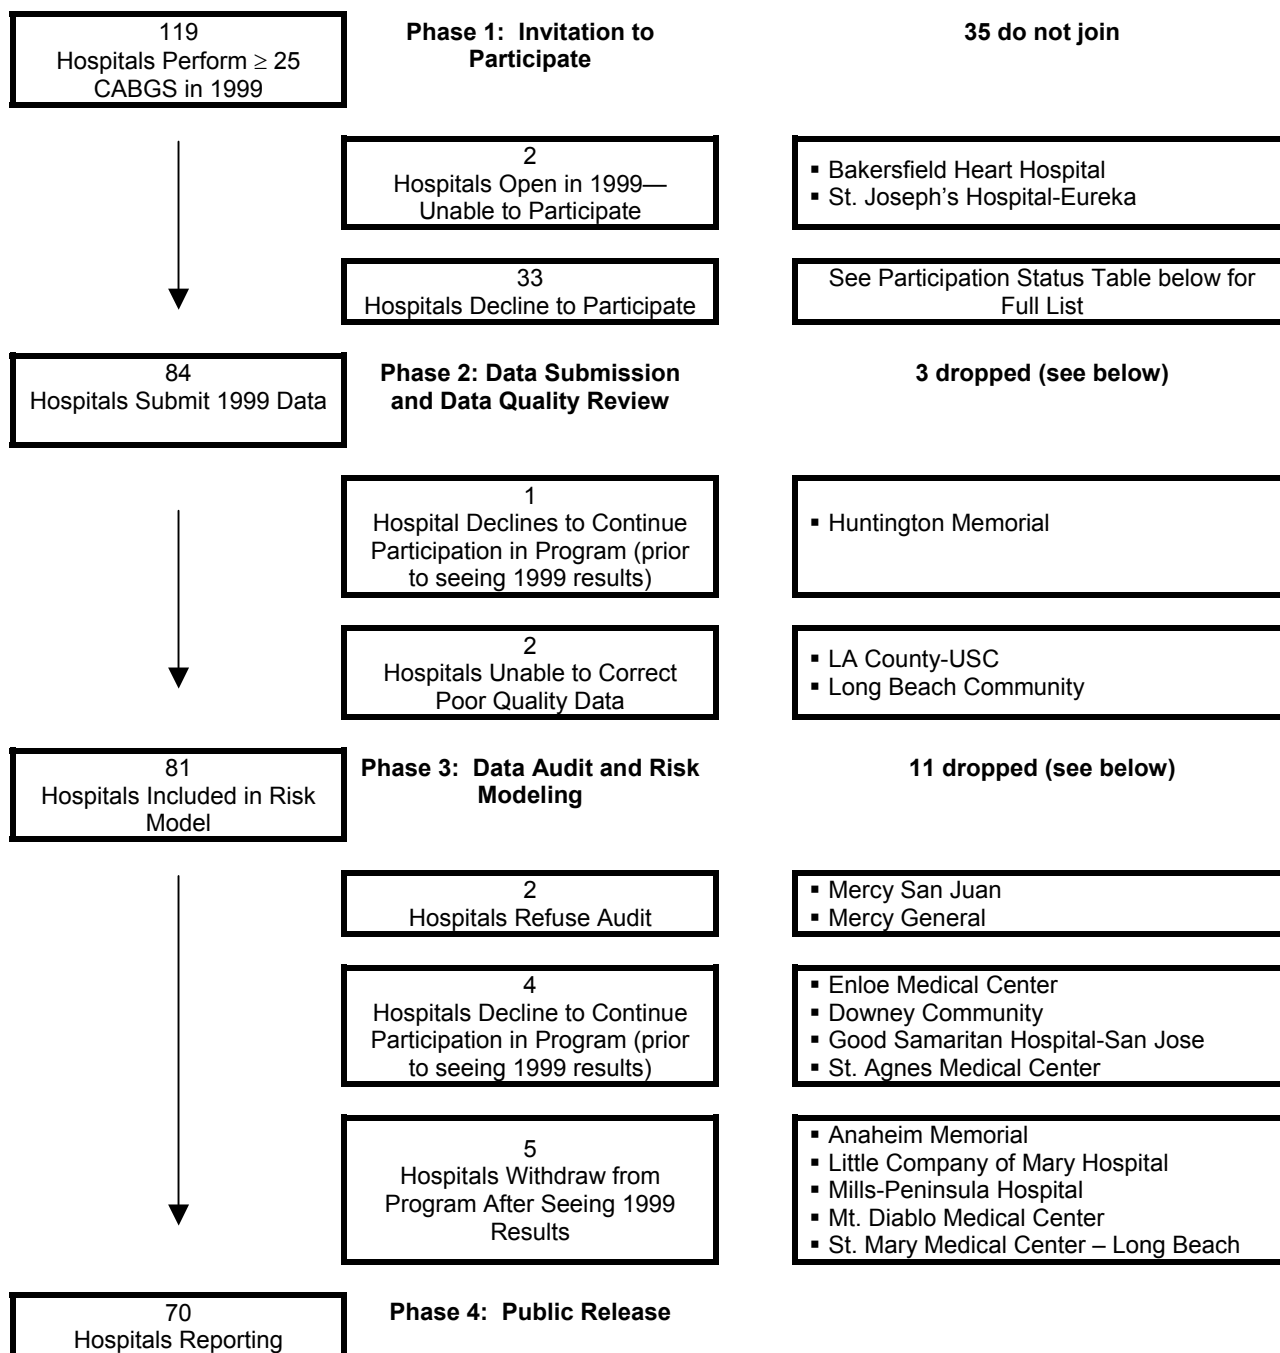 119
Hospitals Perform ≥ 25
CABGS in 1999
Phase 1: Invitation to
Participate
35 do not join
2
Hospitals Open in 1999—
Unable to Participate
▪ Bakersfield Heart Hospital
▪ St. Joseph’s Hospital-Eureka
33
Hospitals Decline to Participate
See Participation Status Table below for
Full List
84
Hospitals Submit 1999 Data
Phase 2: Data Submission
and Data Quality Review
3 dropped (see below)
1
Hospital Declines to Continue
Participation in Program (prior
to seeing 1999 results)
▪ Huntington Memorial
2
Hospitals Unable to Correct
Poor Quality Data
▪ LA County-USC
▪ Long Beach Community
81
Hospitals Included in Risk
Model
Phase 3: Data Audit and Risk
Modeling
11 dropped (see below)
2
Hospitals Refuse Audit
▪ Mercy San Juan
▪ Mercy General
4
Hospitals Decline to Continue
Participation in Program (prior
to seeing 1999 results)
▪ Enloe Medical Center
▪ Downey Community
▪ Good Samaritan Hospital-San Jose
▪ St. Agnes Medical Center
5
Hospitals Withdraw from
Program After Seeing 1999
Results
▪ Anaheim Memorial
▪ Little Company of Mary Hospital
▪ Mills-Peninsula Hospital
▪ Mt. Diablo Medical Center
▪ St. Mary Medical Center – Long Beach
70
Hospitals Reporting
Phase 4: Public Release